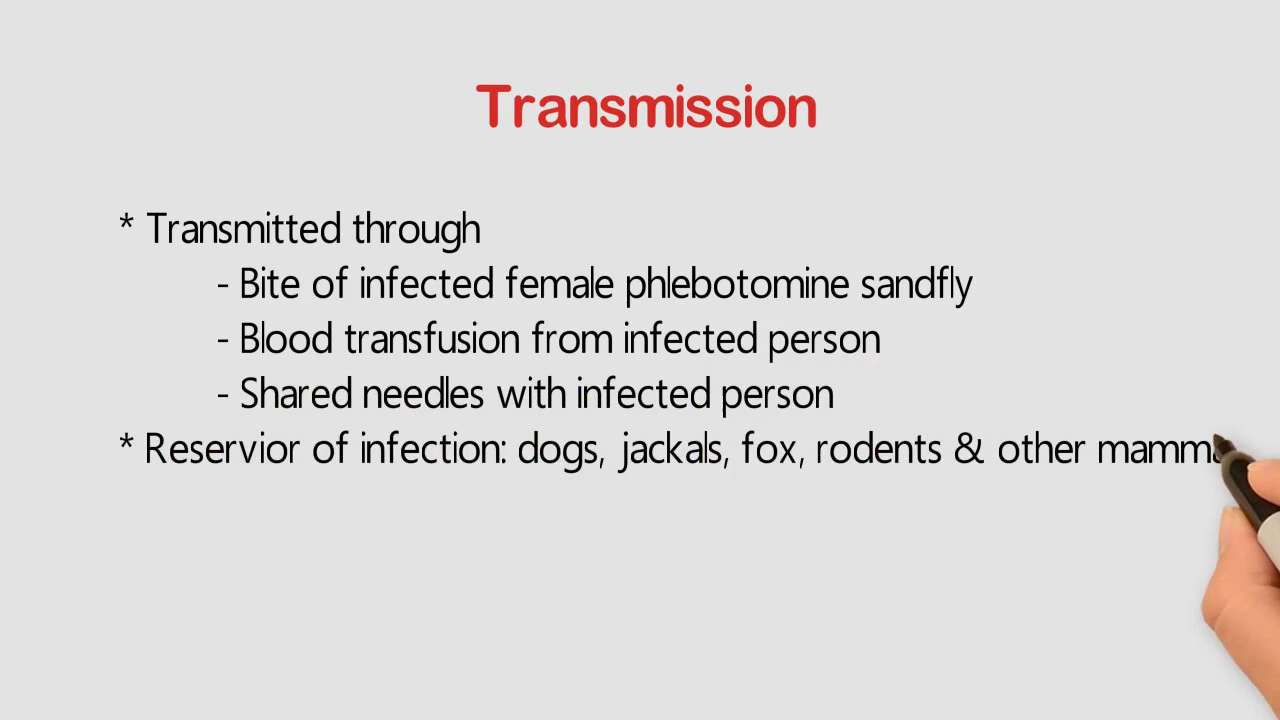 Transmission
* Transmitted through
- Bite of infected female phlebotomine sandfly
- Blood transfusion from infected person
- Shared needles with infected person
* Reservior of infection: dogs, jackals, fox, rodents & other